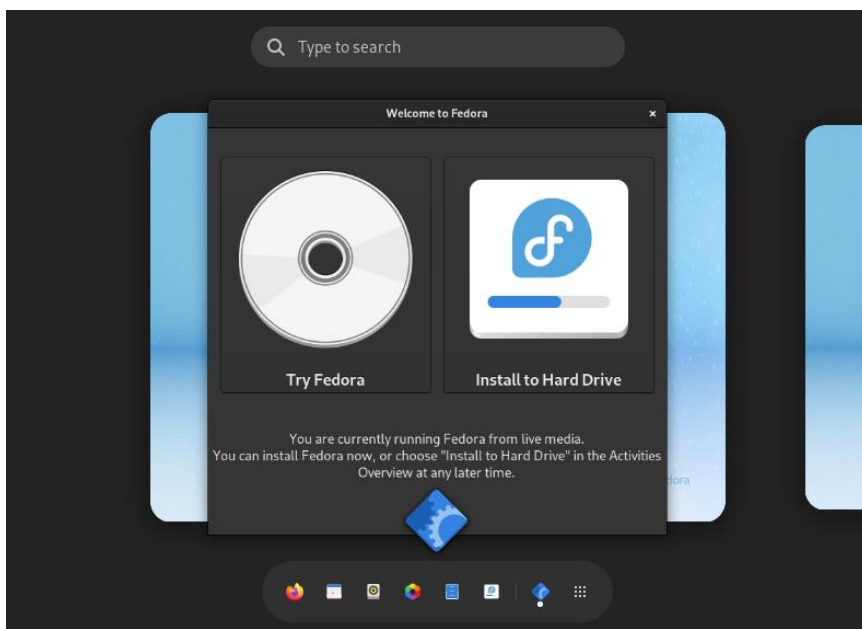 Type to search
Welcome to Fedora
Try Fedora
Install to Hard Drive
You are currently running Fedora from live media.
You can install Fedora now, or choose "Install to Hard Drive" in the Activities
Overview at any later time.
dora